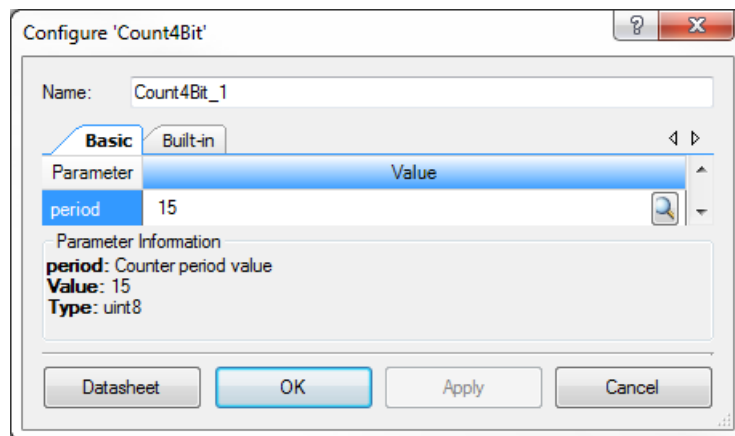 Configure 'Count4Bit'
Name: Count4Bit_1
Basic Built-in
Parameter Value
period 15
Parameter Information
period: Counter period value
Value: 15
Type: uint8
Datasheet OK Apply Cancel